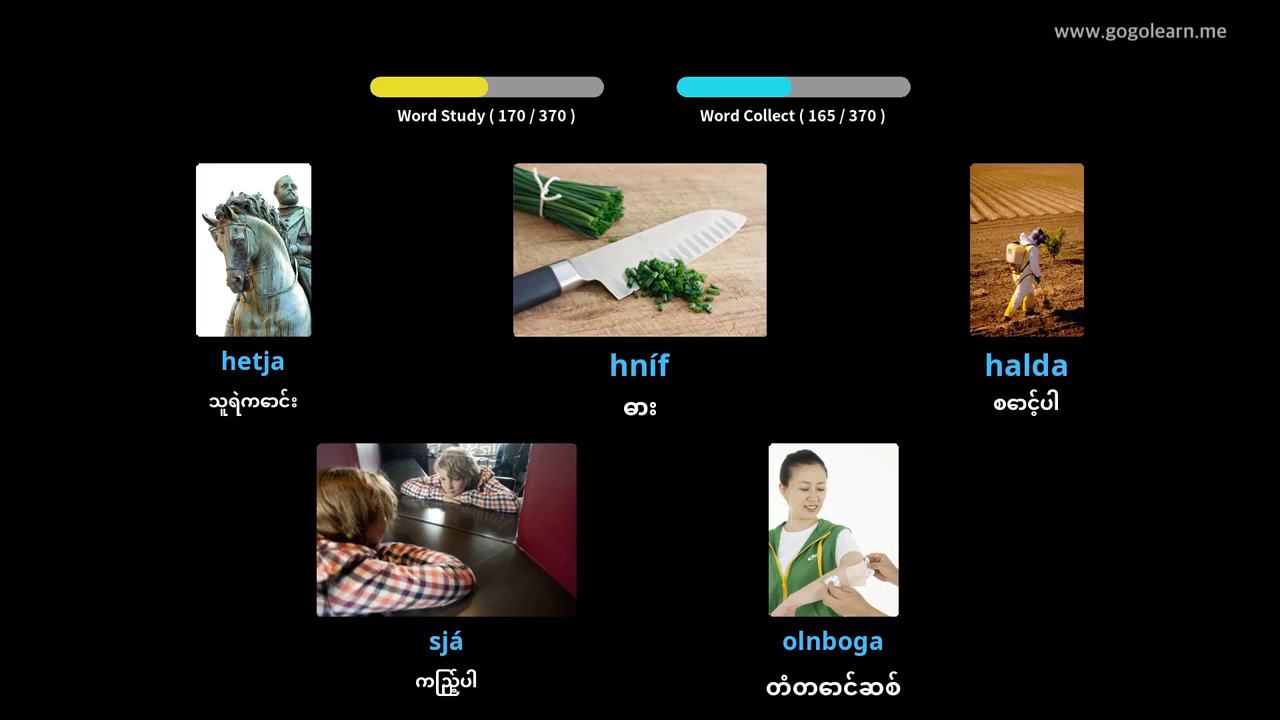 www.gogolearn.me
Word Study ( 170 / 370 )
Word Collect ( 165 / 370 )
hetja
သူရဲကောင်း
hníf
ဓား
halda
စောင့်ပါ
sjá
ကြည့်ပါ
olnboga
တံတောင်ဆစ်